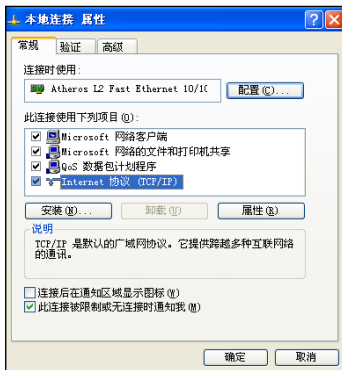 本地连接 属性
常规 验证 高级
连接时使用:
Atheros L2 Fast Ethernet 10/10
配置(C)...
此连接使用下列项目(O):
Microsoft 网络客户端
Microsoft 网络的文件和打印机共享
QoS 数据包计划程序
Internet 协议 (TCP/IP)
安装(N)... 卸载(U) 属性(R)
说明
TCP/IP 是默认的广域网协议。它提供跨越多种互联网络
的通讯。
连接后在通知区域显示图标(W)
此连接被限制或无连接时通知我(M)
确定 取消